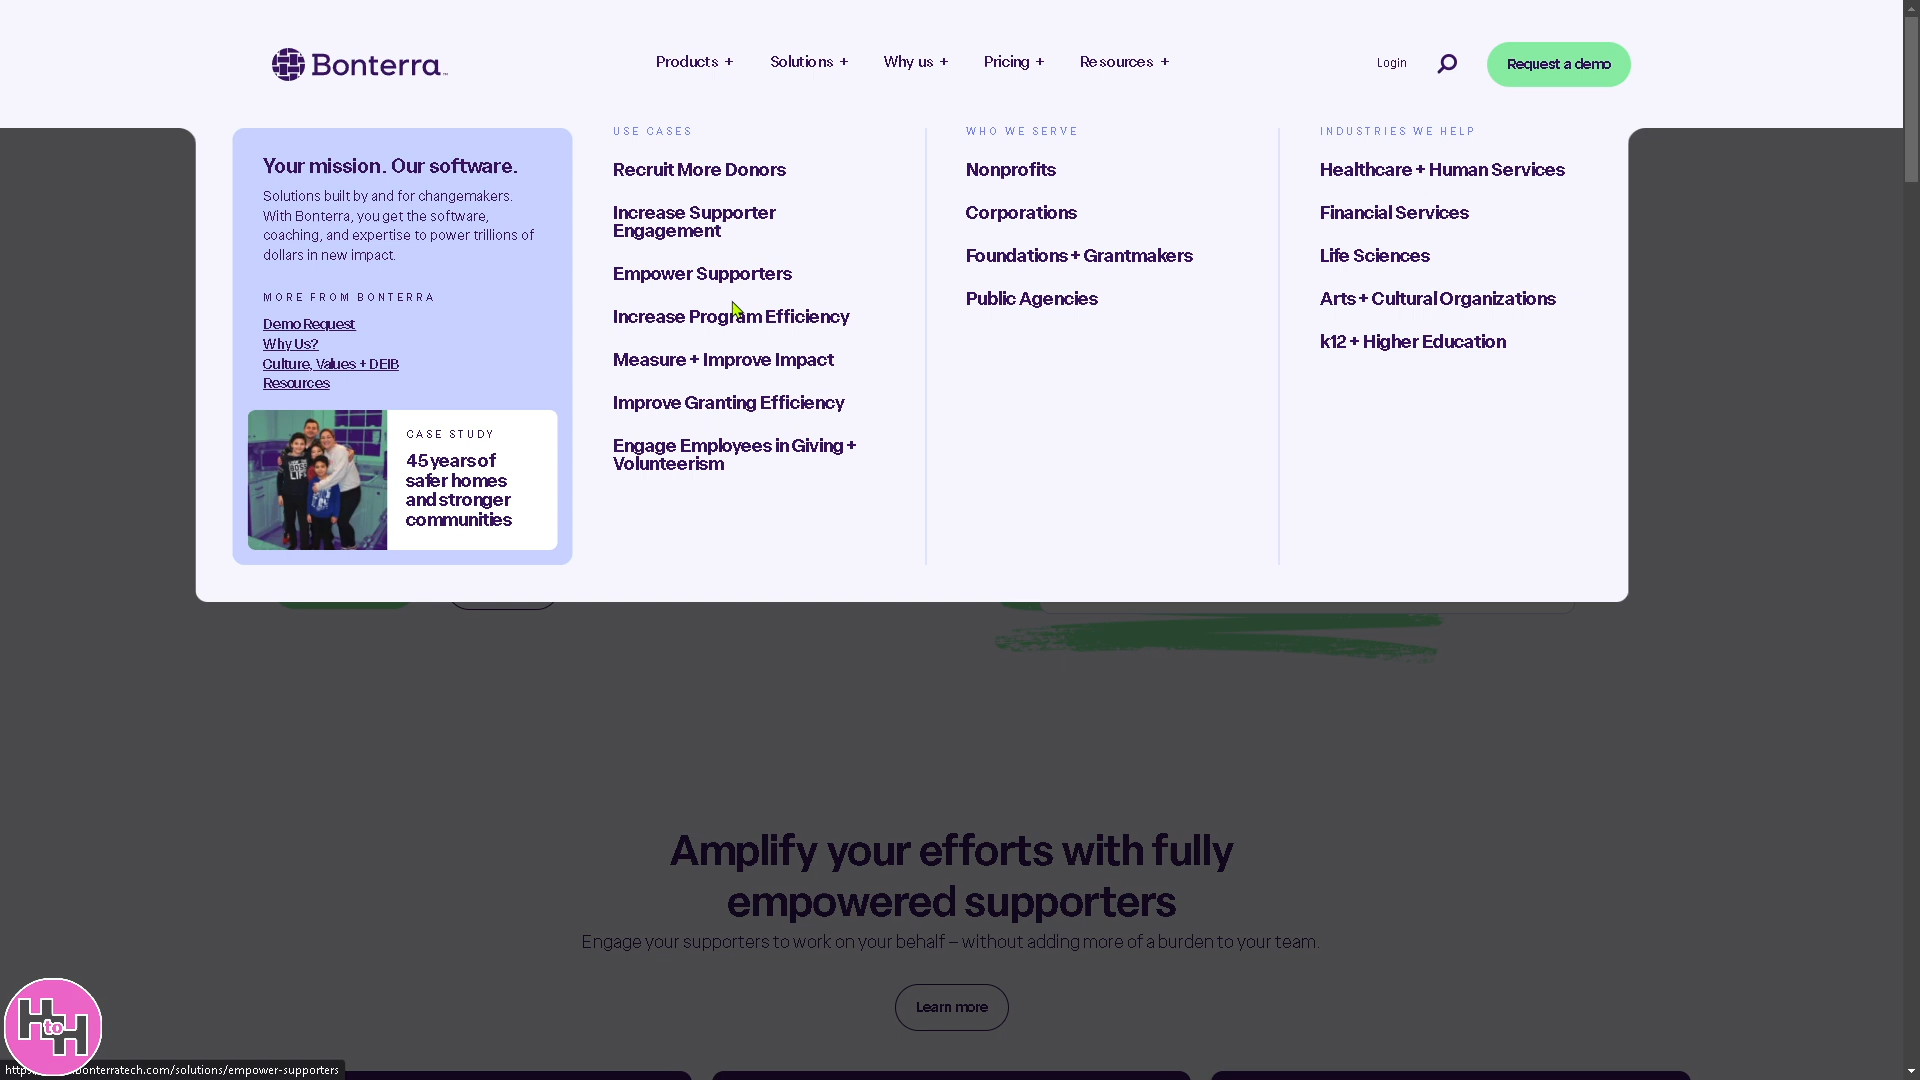 Bonterra
Products +
Solutions +
Why us +
Pricing +
Resources +
Login
Request a demo
Your mission. Our software.
Solutions built by and for changemakers.
With Bonterra, you get the software,
coaching, and expertise to power trillions of
dollars in new impact.
MORE FROM BONTERRA
Demo Request
Why Us?
Culture, Values + DEIB
Resources
CASE STUDY
45 years of
safer homes
and stronger
communities
USE CASES
Recruit More Donors
Increase Supporter
Engagement
Empower Supporters
Increase Program Efficiency
Measure + Improve Impact
Improve Granting Efficiency
Engage Employees in Giving +
Volunteerism
WHO WE SERVE
Nonprofits
Corporations
Foundations + Grantmakers
Public Agencies
INDUSTRIES WE HELP
Healthcare + Human Services
Financial Services
Life Sciences
Arts + Cultural Organizations
k12 + Higher Education
Amplify your efforts with fully
empowered supporters
Engage your supporters to work on your behalf – without adding more of a burden to your team.
Learn more
H to H
bonterratech.com/solutions/empower-supporters